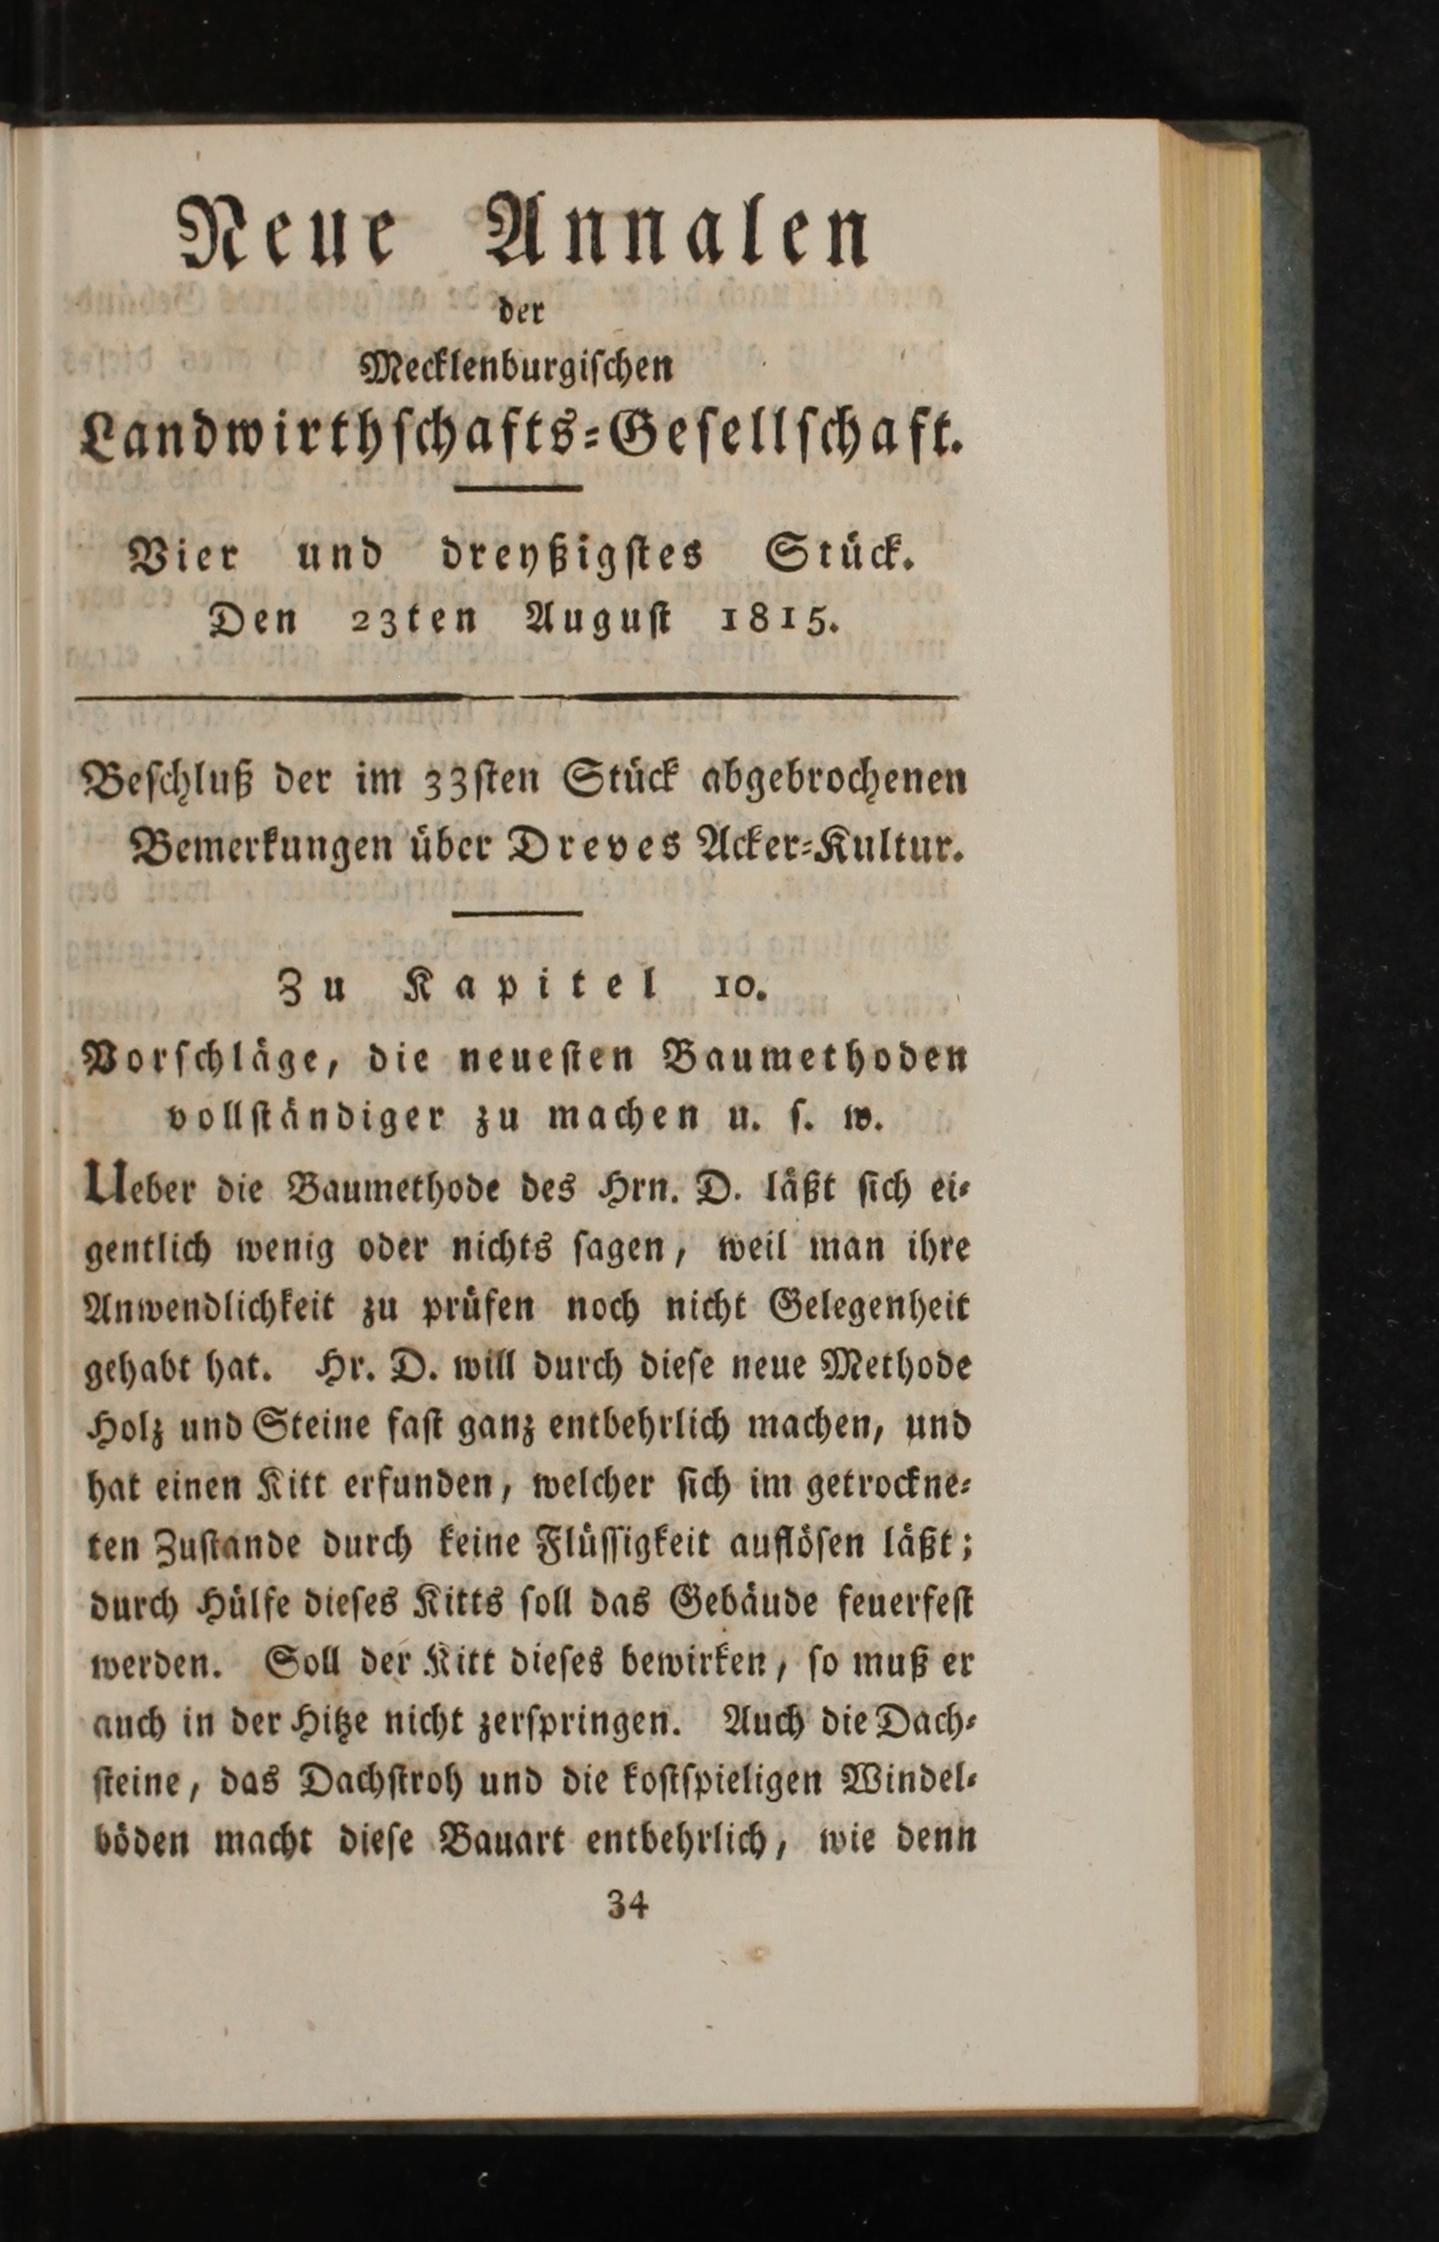 Neue Annalen
der
Mecklenburgiſchen
Landwirthſchafts-Geſellſchaft.
Vier und dreyßigſtes Stück.
Den 23ten Auguſt 1815.
Beſchluß der im 33ſten Stück abgebrochenen
Bemerkungen über Dreves Acker-Kultur.
Zu Kapitel 10.
Vorſchläge, die neueſten Baumethoden
vollſtändiger zu machen u. ſ. w.
Ueber die Baumethode des Hrn. D. läßt ſich ei-
gentlich wenig oder nichts ſagen, weil man ihre
Anwendlichkeit zu prüfen noch nicht Gelegenheit
gehabt hat. Hr. D. will durch dieſe neue Methode
Holz und Steine faſt ganz entbehrlich machen, und
hat einen Kitt erfunden, welcher ſich im getrockne-
ten Zuſtande durch keine Flüſſigkeit auflöſen läßt;
durch Hülfe dieſes Kitts ſoll das Gebäude feuerfeſt
werden. Soll der Kitt dieſes bewirken, ſo muß er
auch in der Hitze nicht zerſpringen. Auch die Dach-
ſteine, das Dachſtroh und die koſtſpieligen Windel-
böden macht dieſe Bauart entbehrlich, wie denn
34